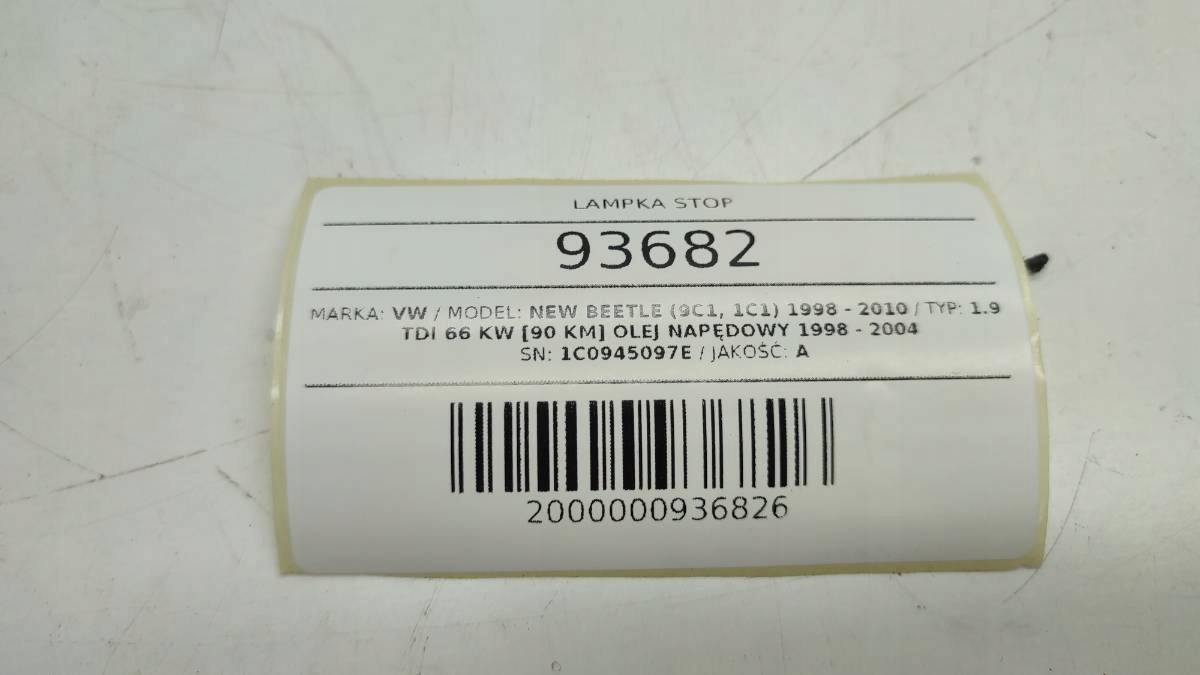 LAMPKA STOP
93682
MARKA: VW / MODEL: NEW BEETLE (9C1, 1C1) 1998 - 2010 / TYP: 1.9
TDI 66 KW [90 KM] OLEJ NAPĘDOWY 1998 - 2004
SN: 1C0945097E / JAKOŚĆ: A
2000000936826